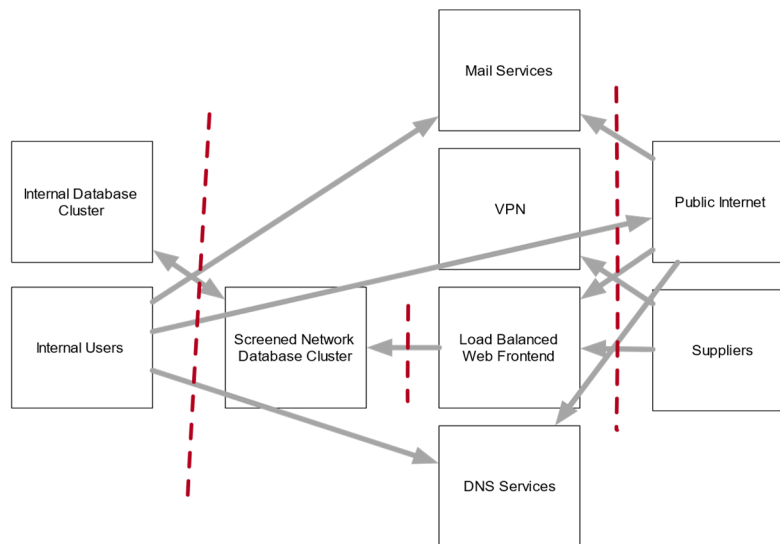 Mail Services
Internal Database
Cluster
VPN
Public Internet
Internal Users
Screened Network
Database Cluster
Load Balanced
Web Frontend
Suppliers
DNS Services